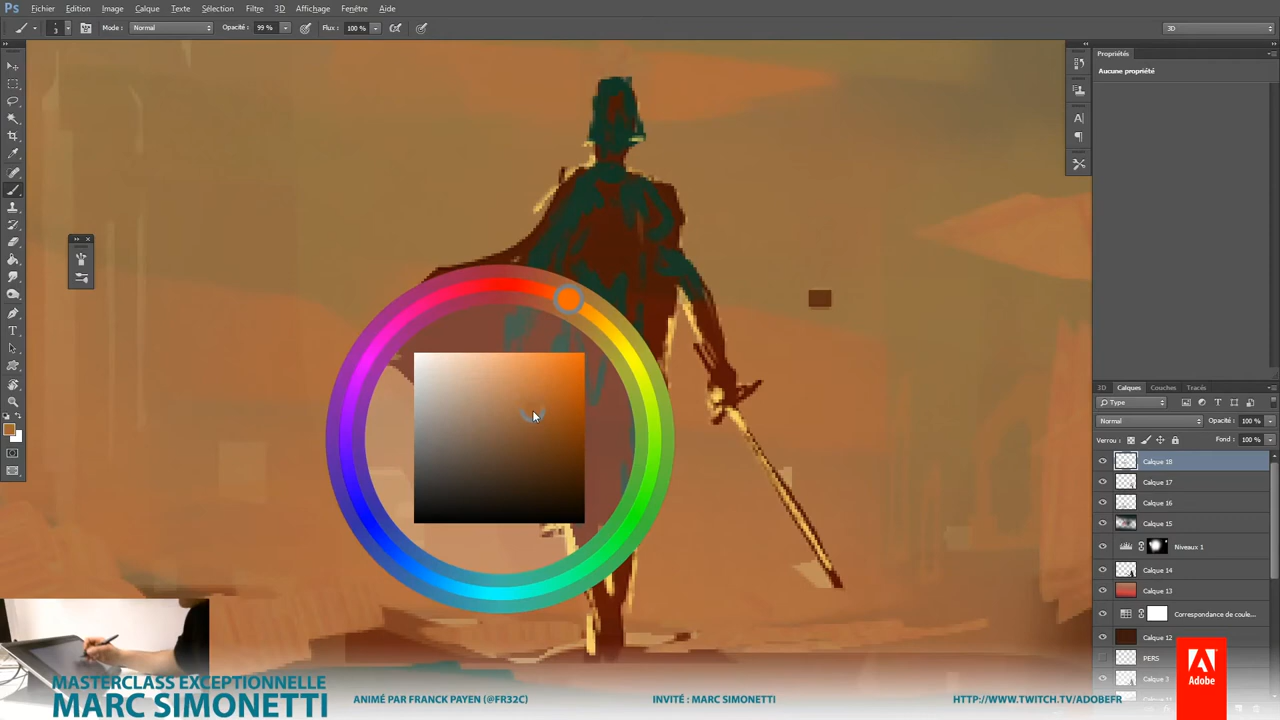 Ps Fichier Edition Image Calque Texte Sélection Filtre 3D Affichage Fenêtre Aide
3 Mode : Normal Opacité : 99 % Flux : 100 % 3D
Propriétés
Aucune propriété
3D Calques Couches Tracés
Type
Normal Opacité : 100 %
Verrou : Fond : 100 %
Calque 18
Calque 17
Calque 16
Calque 15
Niveaux 1
Calque 14
Calque 13
Correspondance de coule...
Calque 12
PERS
Calque 3
MASTERCLASS EXCEPTIONNELLE
MARC SIMONETTI
ANIMÉ PAR FRANCK PAYEN (@FR32C) INVITÉ : MARC SIMONETTI HTTP://WWW.TWITCH.TV/ADOBEFR
Adobe